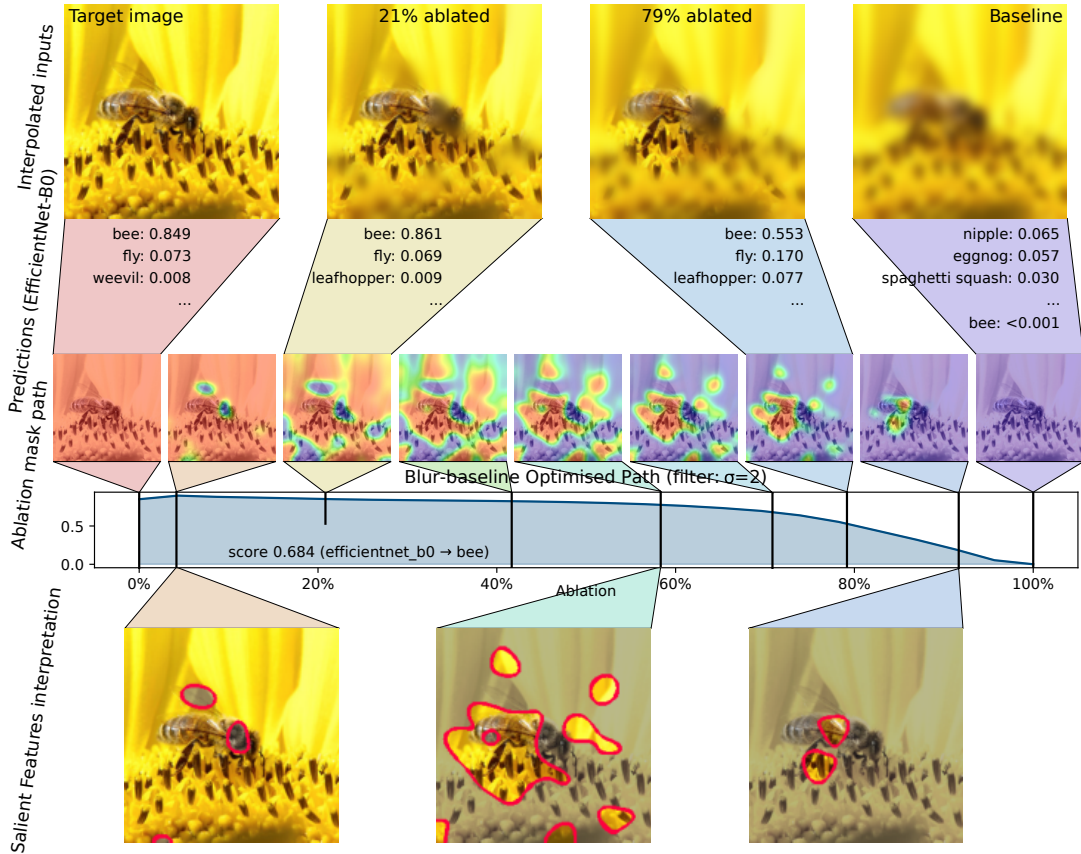 Target image
21% ablated
79% ablated
Baseline
Interpolated inputs
Predictions (EfficientNet-B0)
bee: 0.849
fly: 0.073
weevil: 0.008
...
bee: 0.861
fly: 0.069
leafhopper: 0.009
...
bee: 0.553
fly: 0.170
leafhopper: 0.077
...
nipple: 0.065
eggnog: 0.057
spaghetti squash: 0.030
...
bee: <0.001
Ablation mask path
Blur-baseline Optimised Path (filter: σ=2)
0.5
0.0
score 0.684 (efficientnet_b0 → bee)
0%
20%
40%
60%
80%
100%
Ablation
Salient Features interpretation